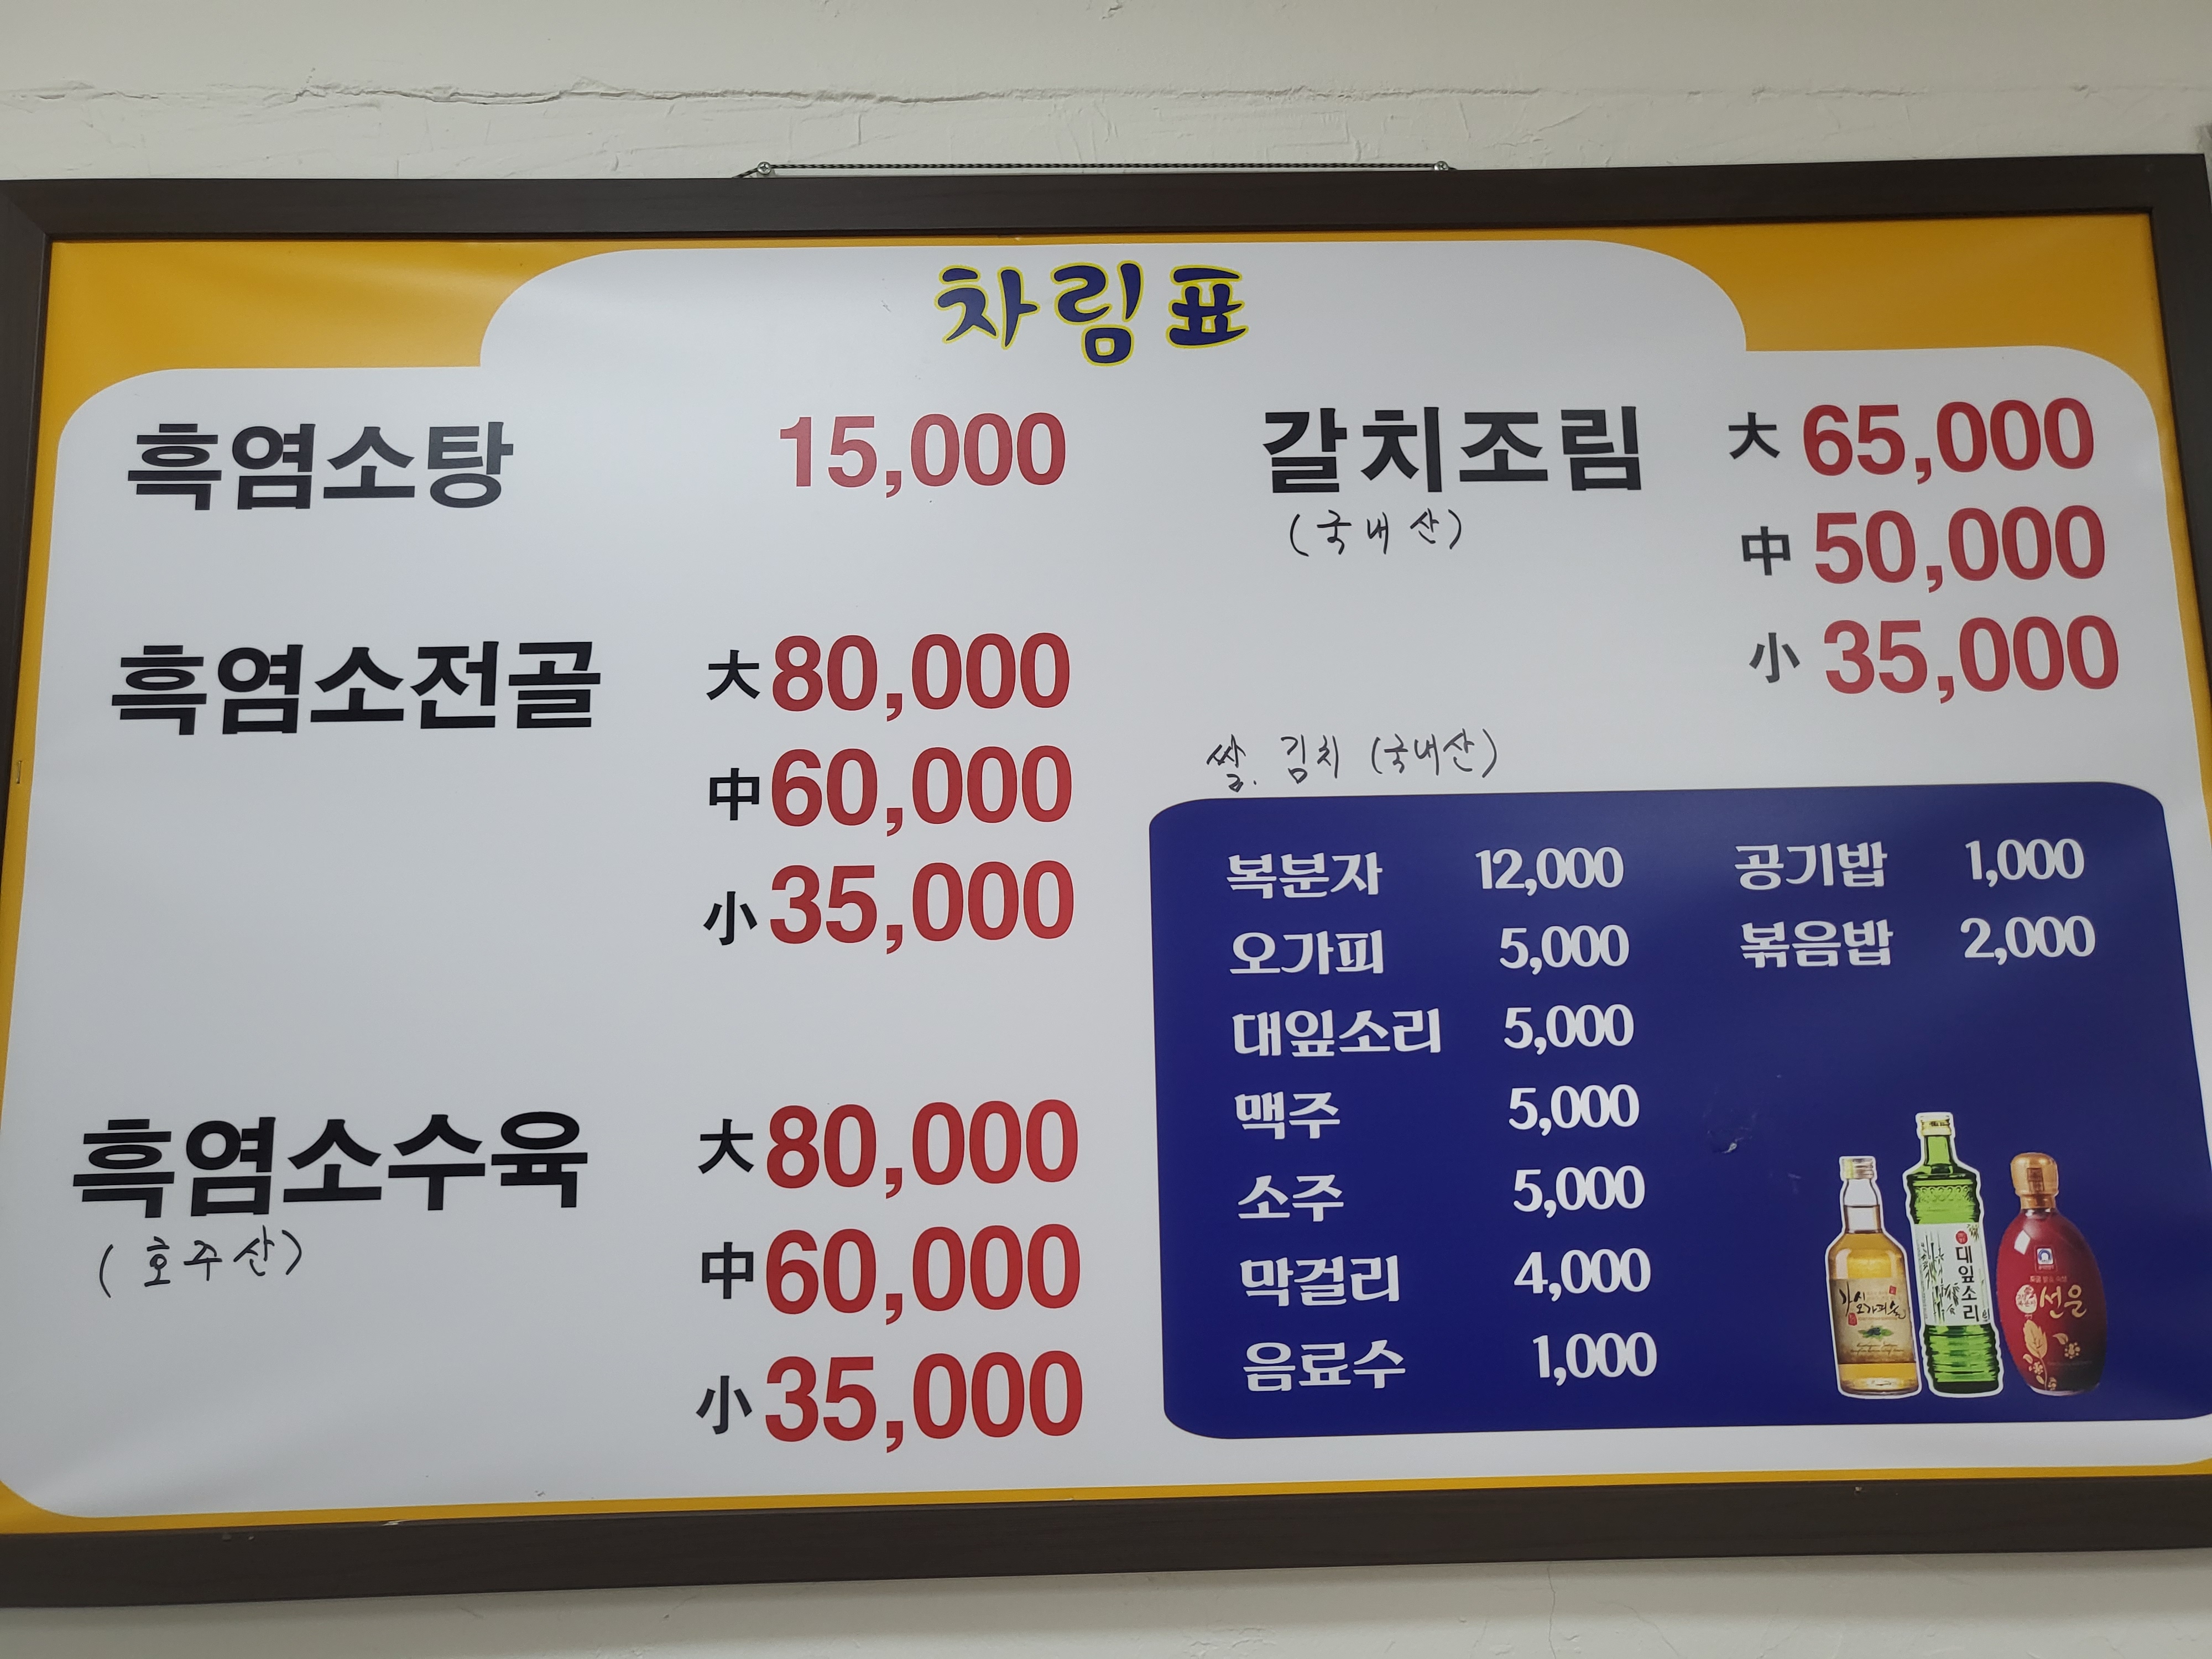 차림표
흑염소탕 15,000
흑염소전골 大 80,000
中 60,000
小 35,000
흑염소수육 大 80,000
(호주산)
中 60,000
小 35,000
갈치조림 大 65,000
(국내산)
中 50,000
小 35,000
쌀. 김치 (국내산)
복분자 12,000 공기밥 1,000
오가피 5,000 볶음밥 2,000
대잎소리 5,000
맥주 5,000
소주 5,000
막걸리 4,000
음료수 1,000
대잎소리
선운